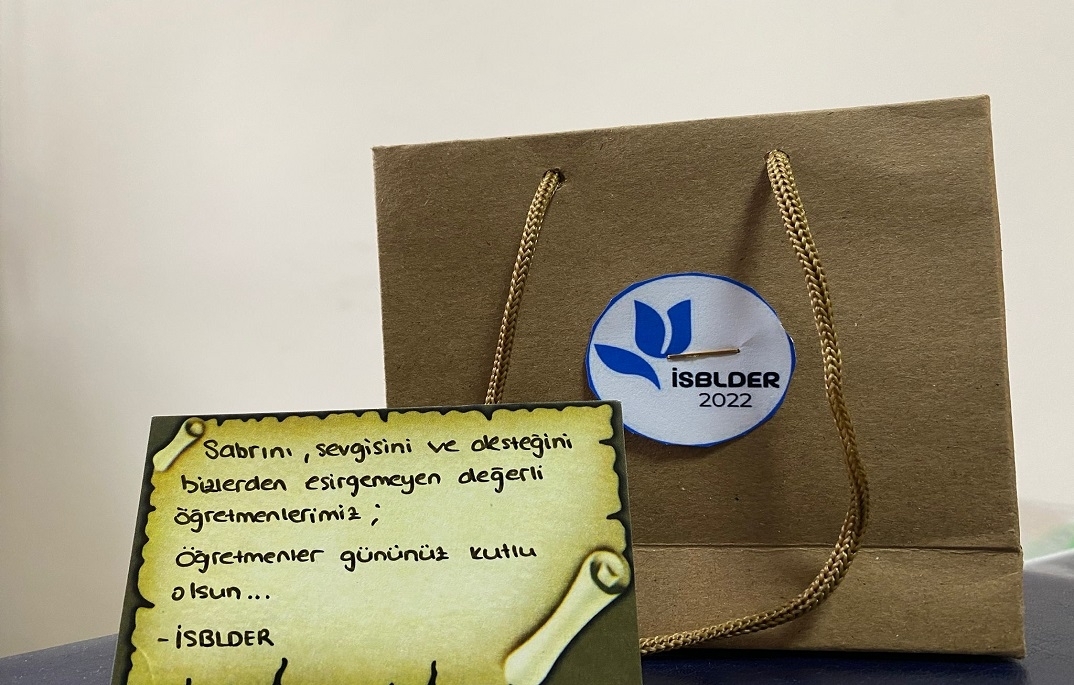 İSBLDER
2022
Sabrını, sevgisini ve desteğini
bizlerden esirgemeyen değerli
öğretmenlerimiz ;
Öğretmenler gününüz kutlu
olsun...
- İSBLDER